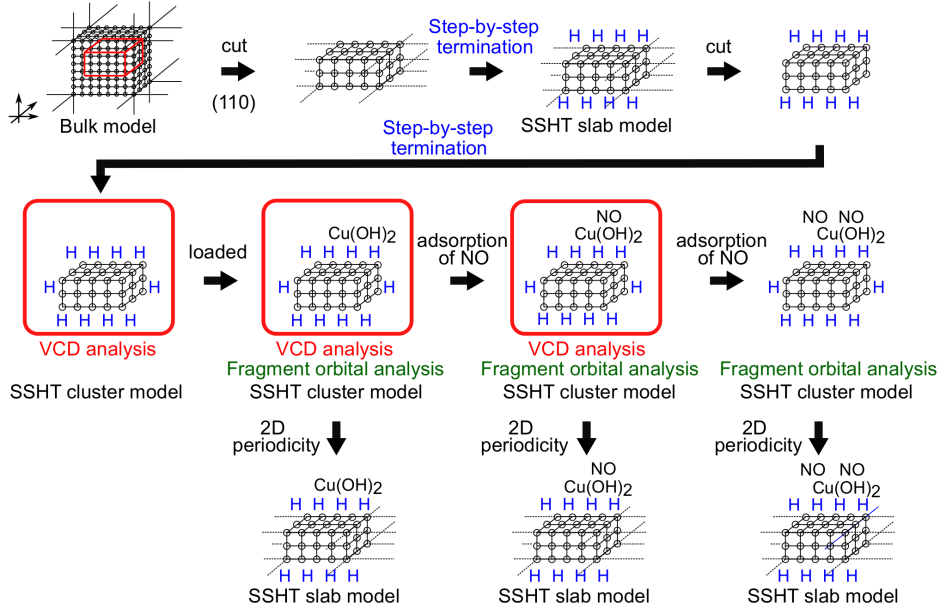 cut
(110)
Bulk model
Step-by-step
termination
H H H H
H H H H
SSHT slab model
cut
H H H H
H H H H
Step-by-step
termination
H H H H
H H
H H H H
VCD analysis
SSHT cluster model
loaded
Cu(OH)2
H H H H
H H
H H H H
VCD analysis
Fragment orbital analysis
SSHT cluster model
adsorption
of NO
NO
Cu(OH)2
H H H H
H H
H H H H
VCD analysis
Fragment orbital analysis
SSHT cluster model
adsorption
of NO
NO NO
Cu(OH)2
H H H H
H H
H H H H
Fragment orbital analysis
SSHT cluster model
2D
periodicity
Cu(OH)2
H H H H
H H H H
SSHT slab model
2D
periodicity
NO
Cu(OH)2
H H H H
H H H H
SSHT slab model
2D
periodicity
NO NO
Cu(OH)2
H H H H
H H H H
SSHT slab model